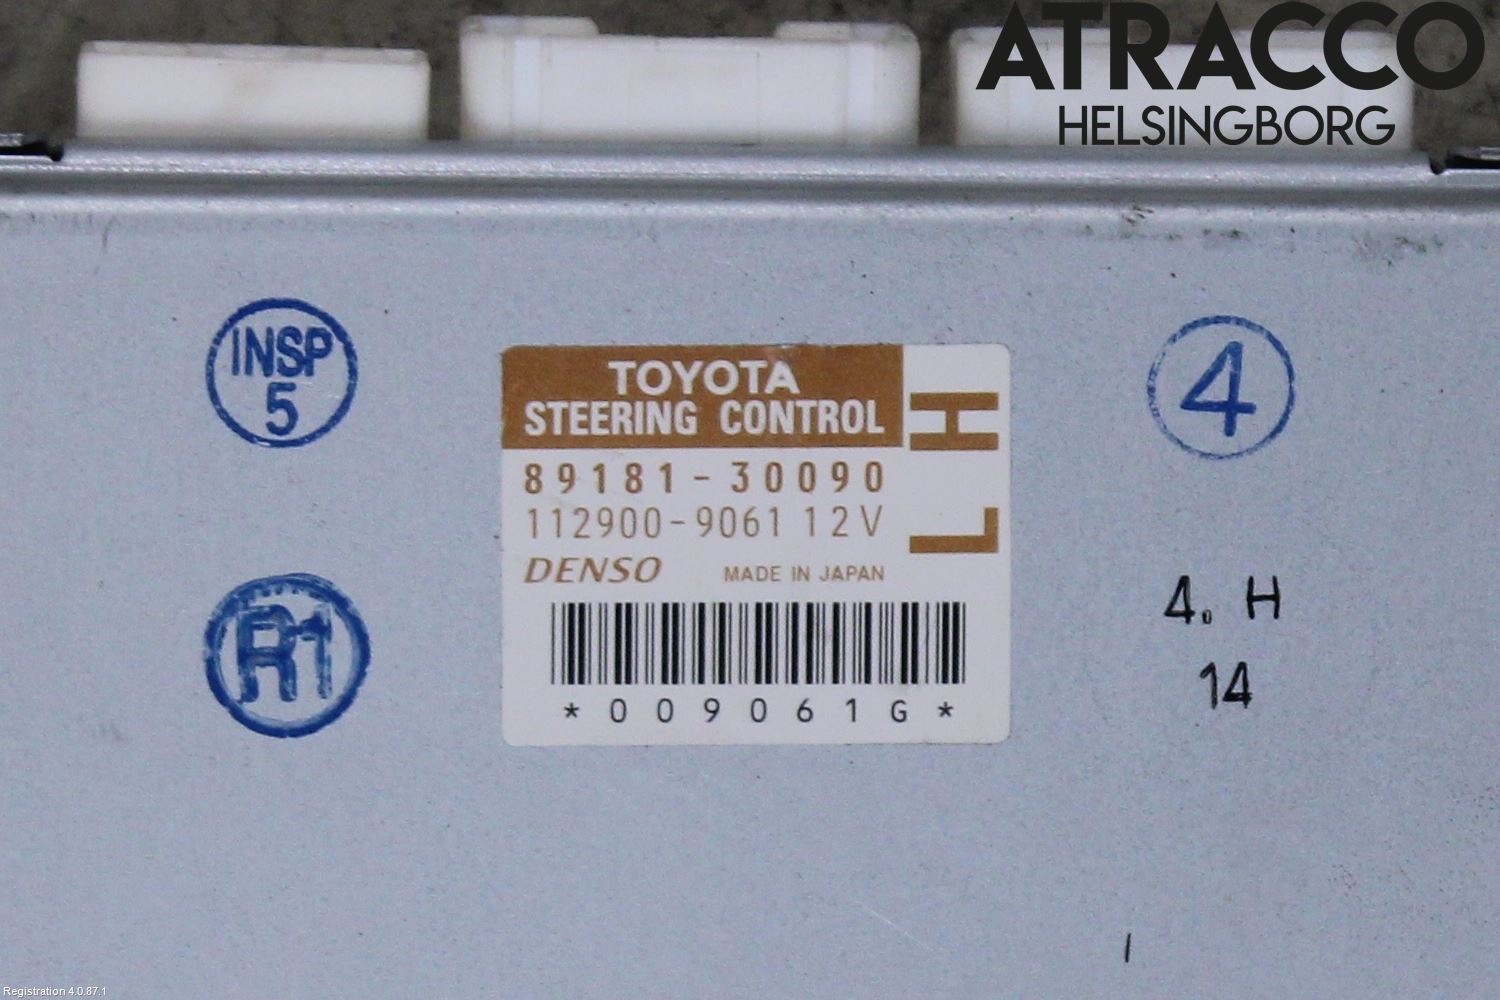 ATRACCO
HELSINGBORG
INSP
5
4
TOYOTA
STEERING CONTROL
L H
89181-30090
112900-9061 12V
DENSO MADE IN JAPAN
*009061G*
R1
4. H
14
Registration 4.0.87.1